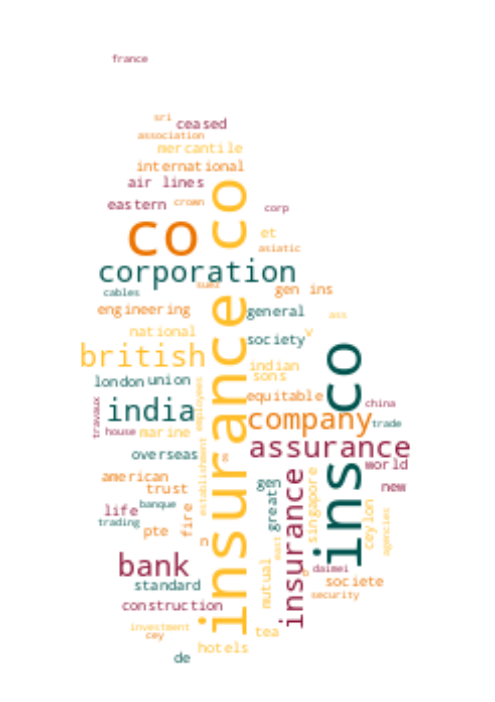 france
sri
ceased
association
mercantile
international
air lines
eastern
crown
corp
co
insurance co
et
asiatic
corporation
cables
suez
gen ins
engineering
general
ass
national
society
v
british
indian
sons
london
union
employees
equitable
travaux
india
china
company
trade
house
marine
assurance
overseas
g
world
american
trust
establishment
gen
insurance
singapore
ins co
new
life
banque
great
ceylon
trading
pte
fire
agencies
n
east
bank
mutual
daimei
standard
societe
security
construction
investment
cey
tea
hotels
de